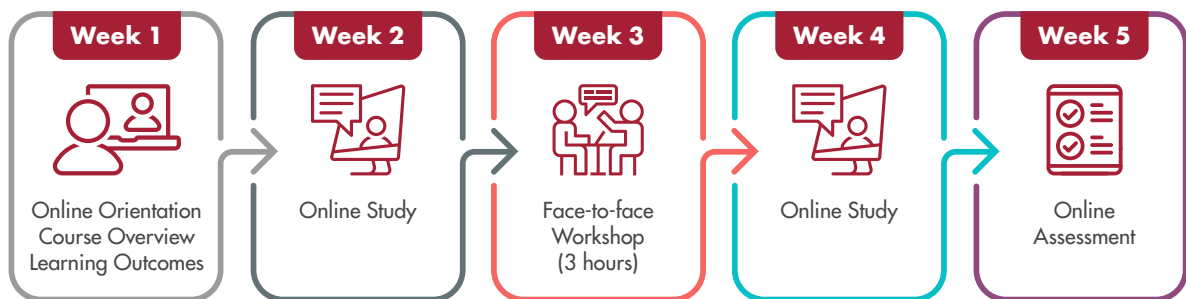 Week 1
Online Orientation
Course Overview
Learning Outcomes
Week 2
Online Study
Week 3
Face-to-face
Workshop
(3 hours)
Week 4
Online Study
Week 5
Online
Assessment